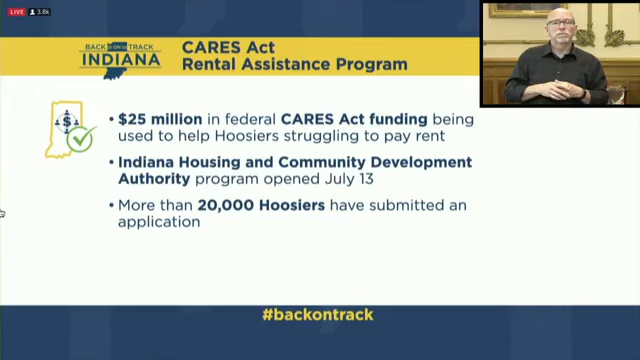 LIVE 3.8k
BACK ON TRACK
INDIANA
CARES Act
Rental Assistance Program
$
• $25 million in federal CARES Act funding being
used to help Hoosiers struggling to pay rent
• Indiana Housing and Community Development
Authority program opened July 13
• More than 20,000 Hoosiers have submitted an
application
#backontrack